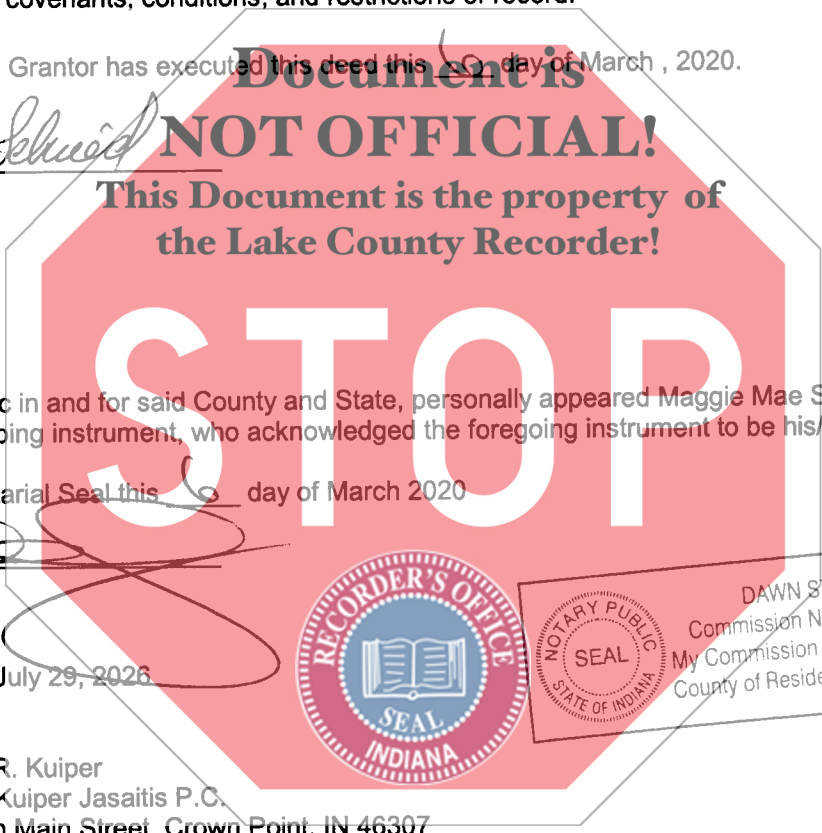 covenants, conditions, and restrictions of record.
Grantor has executed this deed this 6 day of March , 2020.
Document is
NOT OFFICIAL!
Schmid
This Document is the property of
the Lake County Recorder!
STOP
c in and for said County and State, personally appeared Maggie Mae S
oing instrument, who acknowledged the foregoing instrument to be his/
arial Seal this 6 day of March 2020
RECORDER'S OFFICE
SEAL
INDIANA
NOTARY PUBLIC
SEAL
STATE OF INDIANA
DAWN ST
Commission N
My Commission
County of Reside
July 29, 2026
R. Kuiper
Kuiper Jasaitis P.C.
Main Street, Crown Point, IN 46307